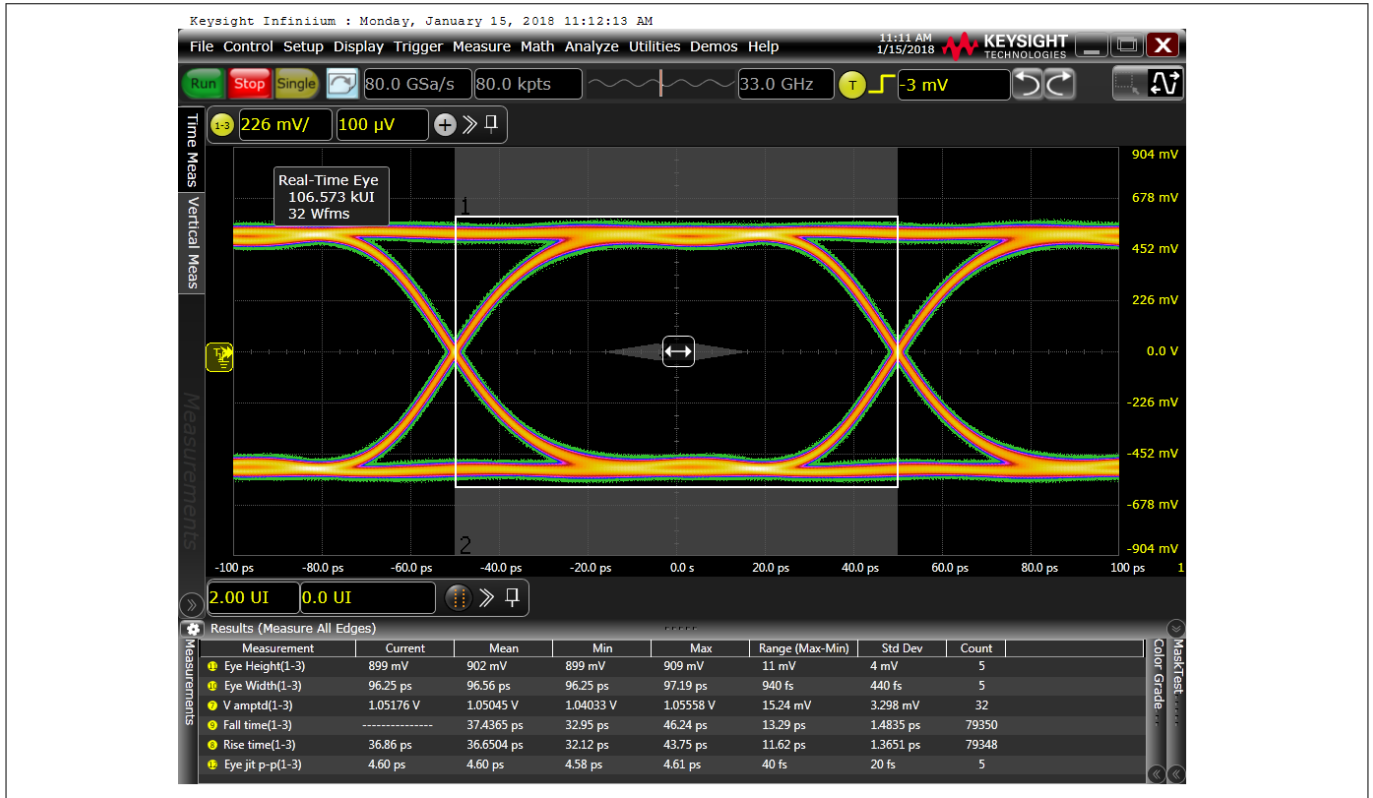 Keysight Infiniium : Monday, January 15, 2018 11:12:13 AM
File Control Setup Display Trigger Measure Math Analyze Utilities Demos Help
11:11 AM
1/15/2018
KEYSIGHT
TECHNOLOGIES
X
Run Stop Single 80.0 GSa/s 80.0 kpts 33.0 GHz T -3 mV
Time Meas
Vertical Meas
Measurements
1-3 226 mV/ 100 µV
Real-Time Eye
106.573 kUI
32 Wfms
1
2
904 mV
678 mV
452 mV
226 mV
0.0 V
-226 mV
-452 mV
-678 mV
-904 mV
-100 ps -80.0 ps -60.0 ps -40.0 ps -20.0 ps 0.0 s 20.0 ps 40.0 ps 60.0 ps 80.0 ps 100 ps 1
2.00 UI 0.0 UI
Results (Measure All Edges)
Measurements
Measurement Current Mean Min Max Range (Max-Min) Std Dev Count
11 Eye Height(1-3) 899 mV 902 mV 899 mV 909 mV 11 mV 4 mV 5
10 Eye Width(1-3) 96.25 ps 96.56 ps 96.25 ps 97.19 ps 940 fs 440 fs 5
7 V amptd(1-3) 1.05176 V 1.05045 V 1.04033 V 1.05558 V 15.24 mV 3.298 mV 32
9 Fall time(1-3) --------------- 37.4365 ps 32.95 ps 46.24 ps 13.29 ps 1.4835 ps 79350
8 Rise time(1-3) 36.86 ps 36.6504 ps 32.12 ps 43.75 ps 11.62 ps 1.3651 ps 79348
12 Eye jit p-p(1-3) 4.60 ps 4.60 ps 4.58 ps 4.61 ps 40 fs 20 fs 5
Color Grade
MaskTest